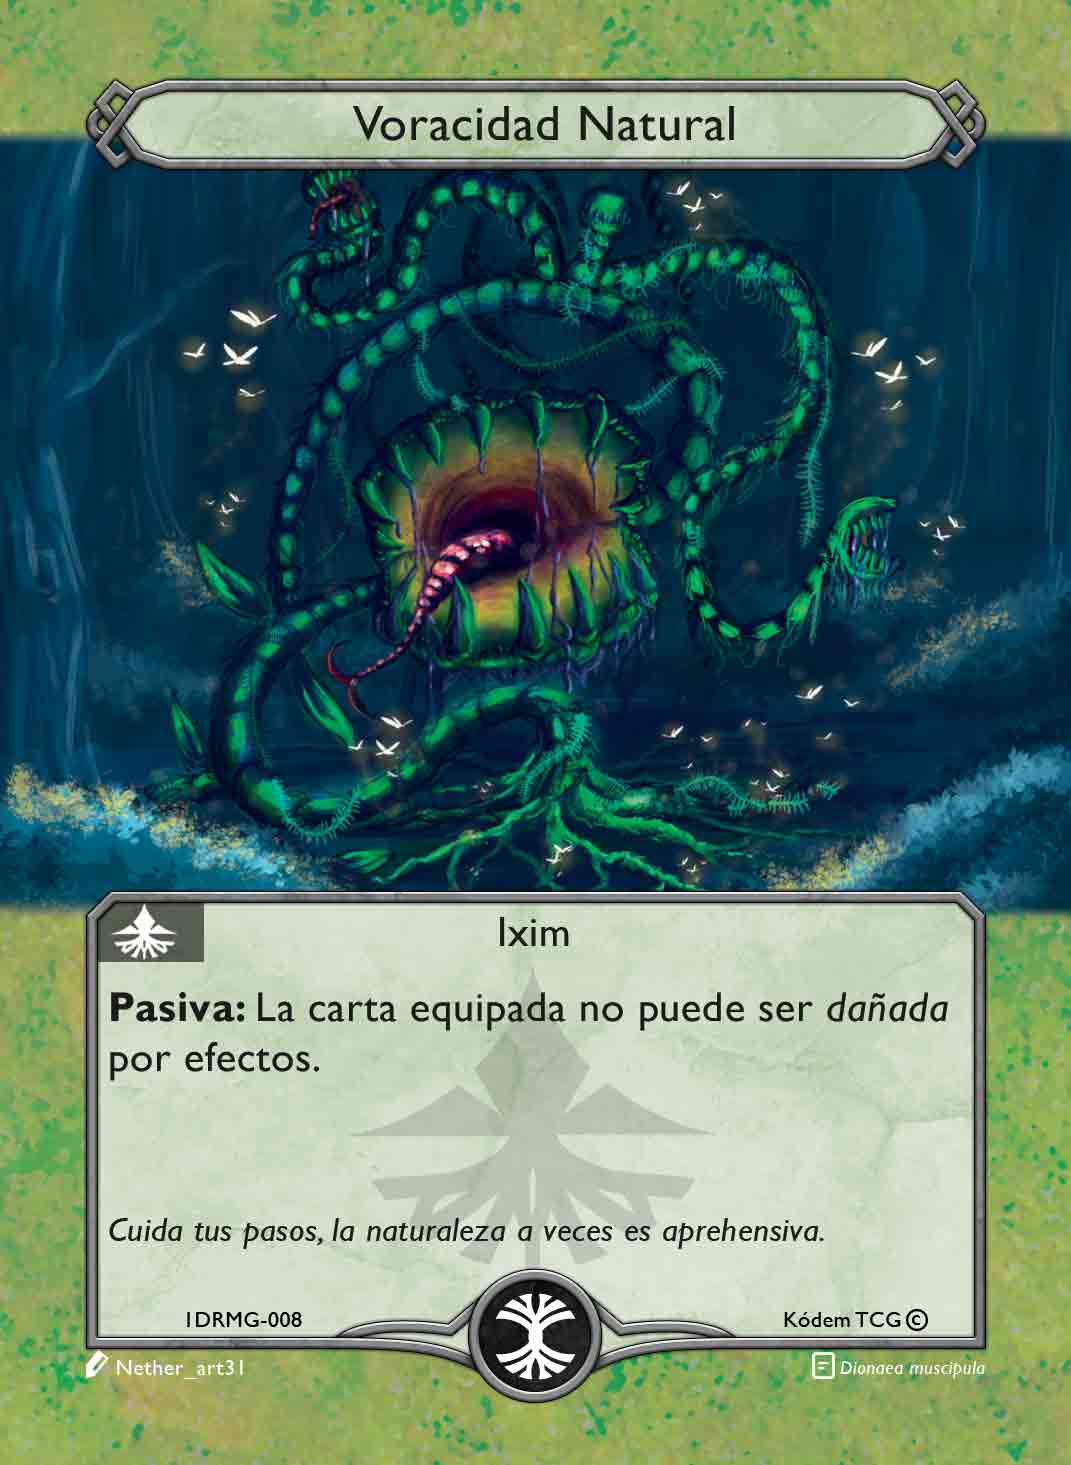 Voracidad Natural
Ixim
Pasiva: La carta equipada no puede ser dañada
por efectos.
Cuida tus pasos, la naturaleza a veces es aprehensiva.
1DRMG-008
Kódem TCG©
Nether_art31
Dionaea muscipula